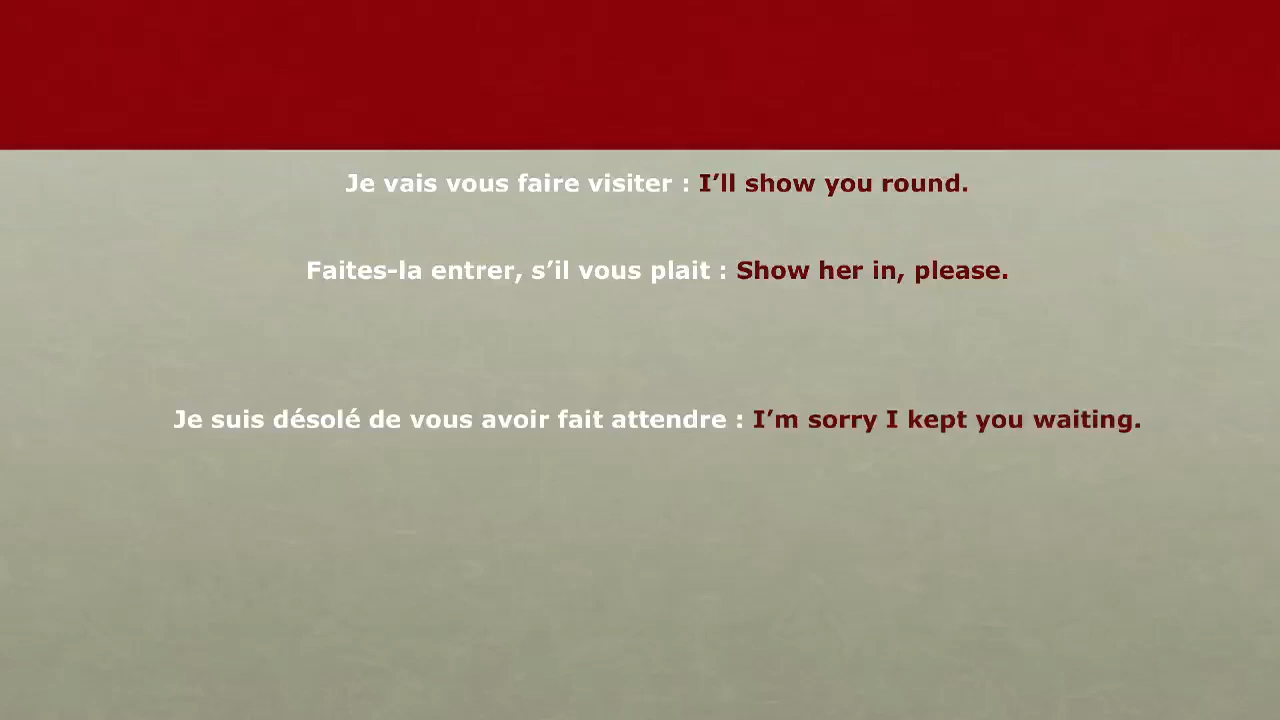 Je vais vous faire visiter : I’ll show you round.
Faites-la entrer, s’il vous plait : Show her in, please.
Je suis désolé de vous avoir fait attendre : I’m sorry I kept you waiting.